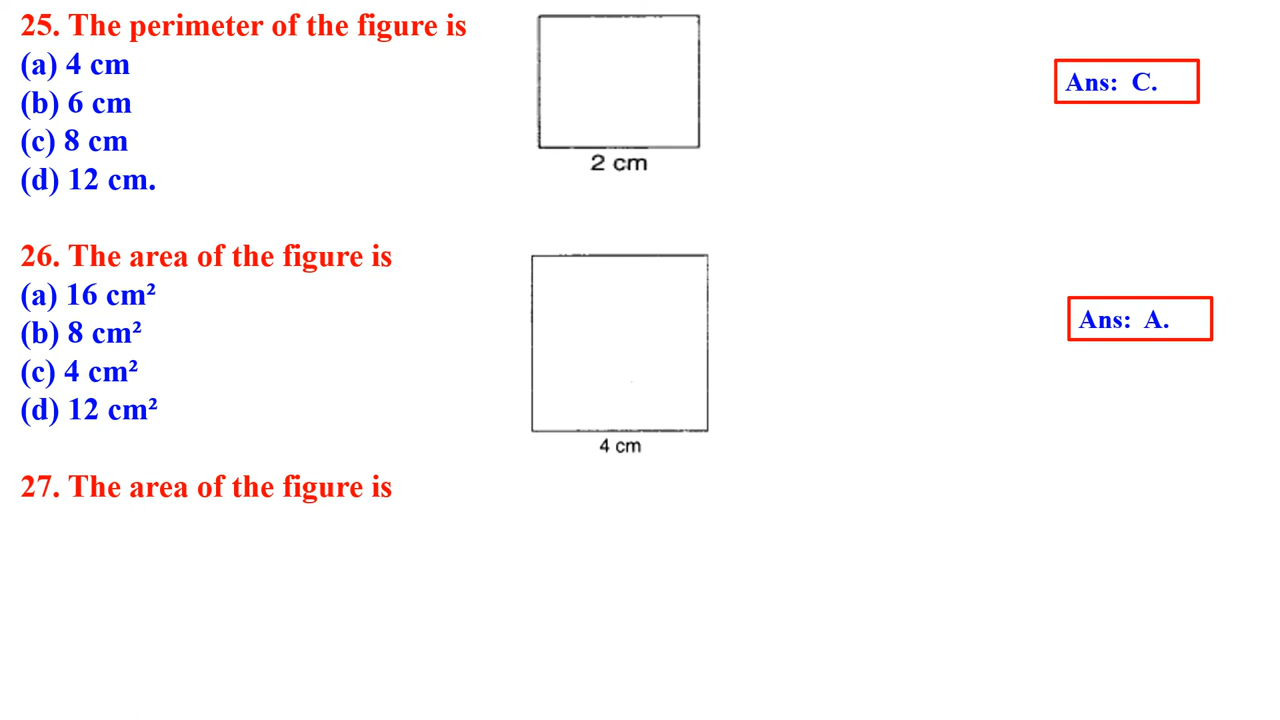 25. The perimeter of the figure is
(a) 4 cm
(b) 6 cm
(c) 8 cm
(d) 12 cm.
2 cm
Ans: C.
26. The area of the figure is
(a) 16 cm²
(b) 8 cm²
(c) 4 cm²
(d) 12 cm²
4 cm
Ans: A.
27. The area of the figure is